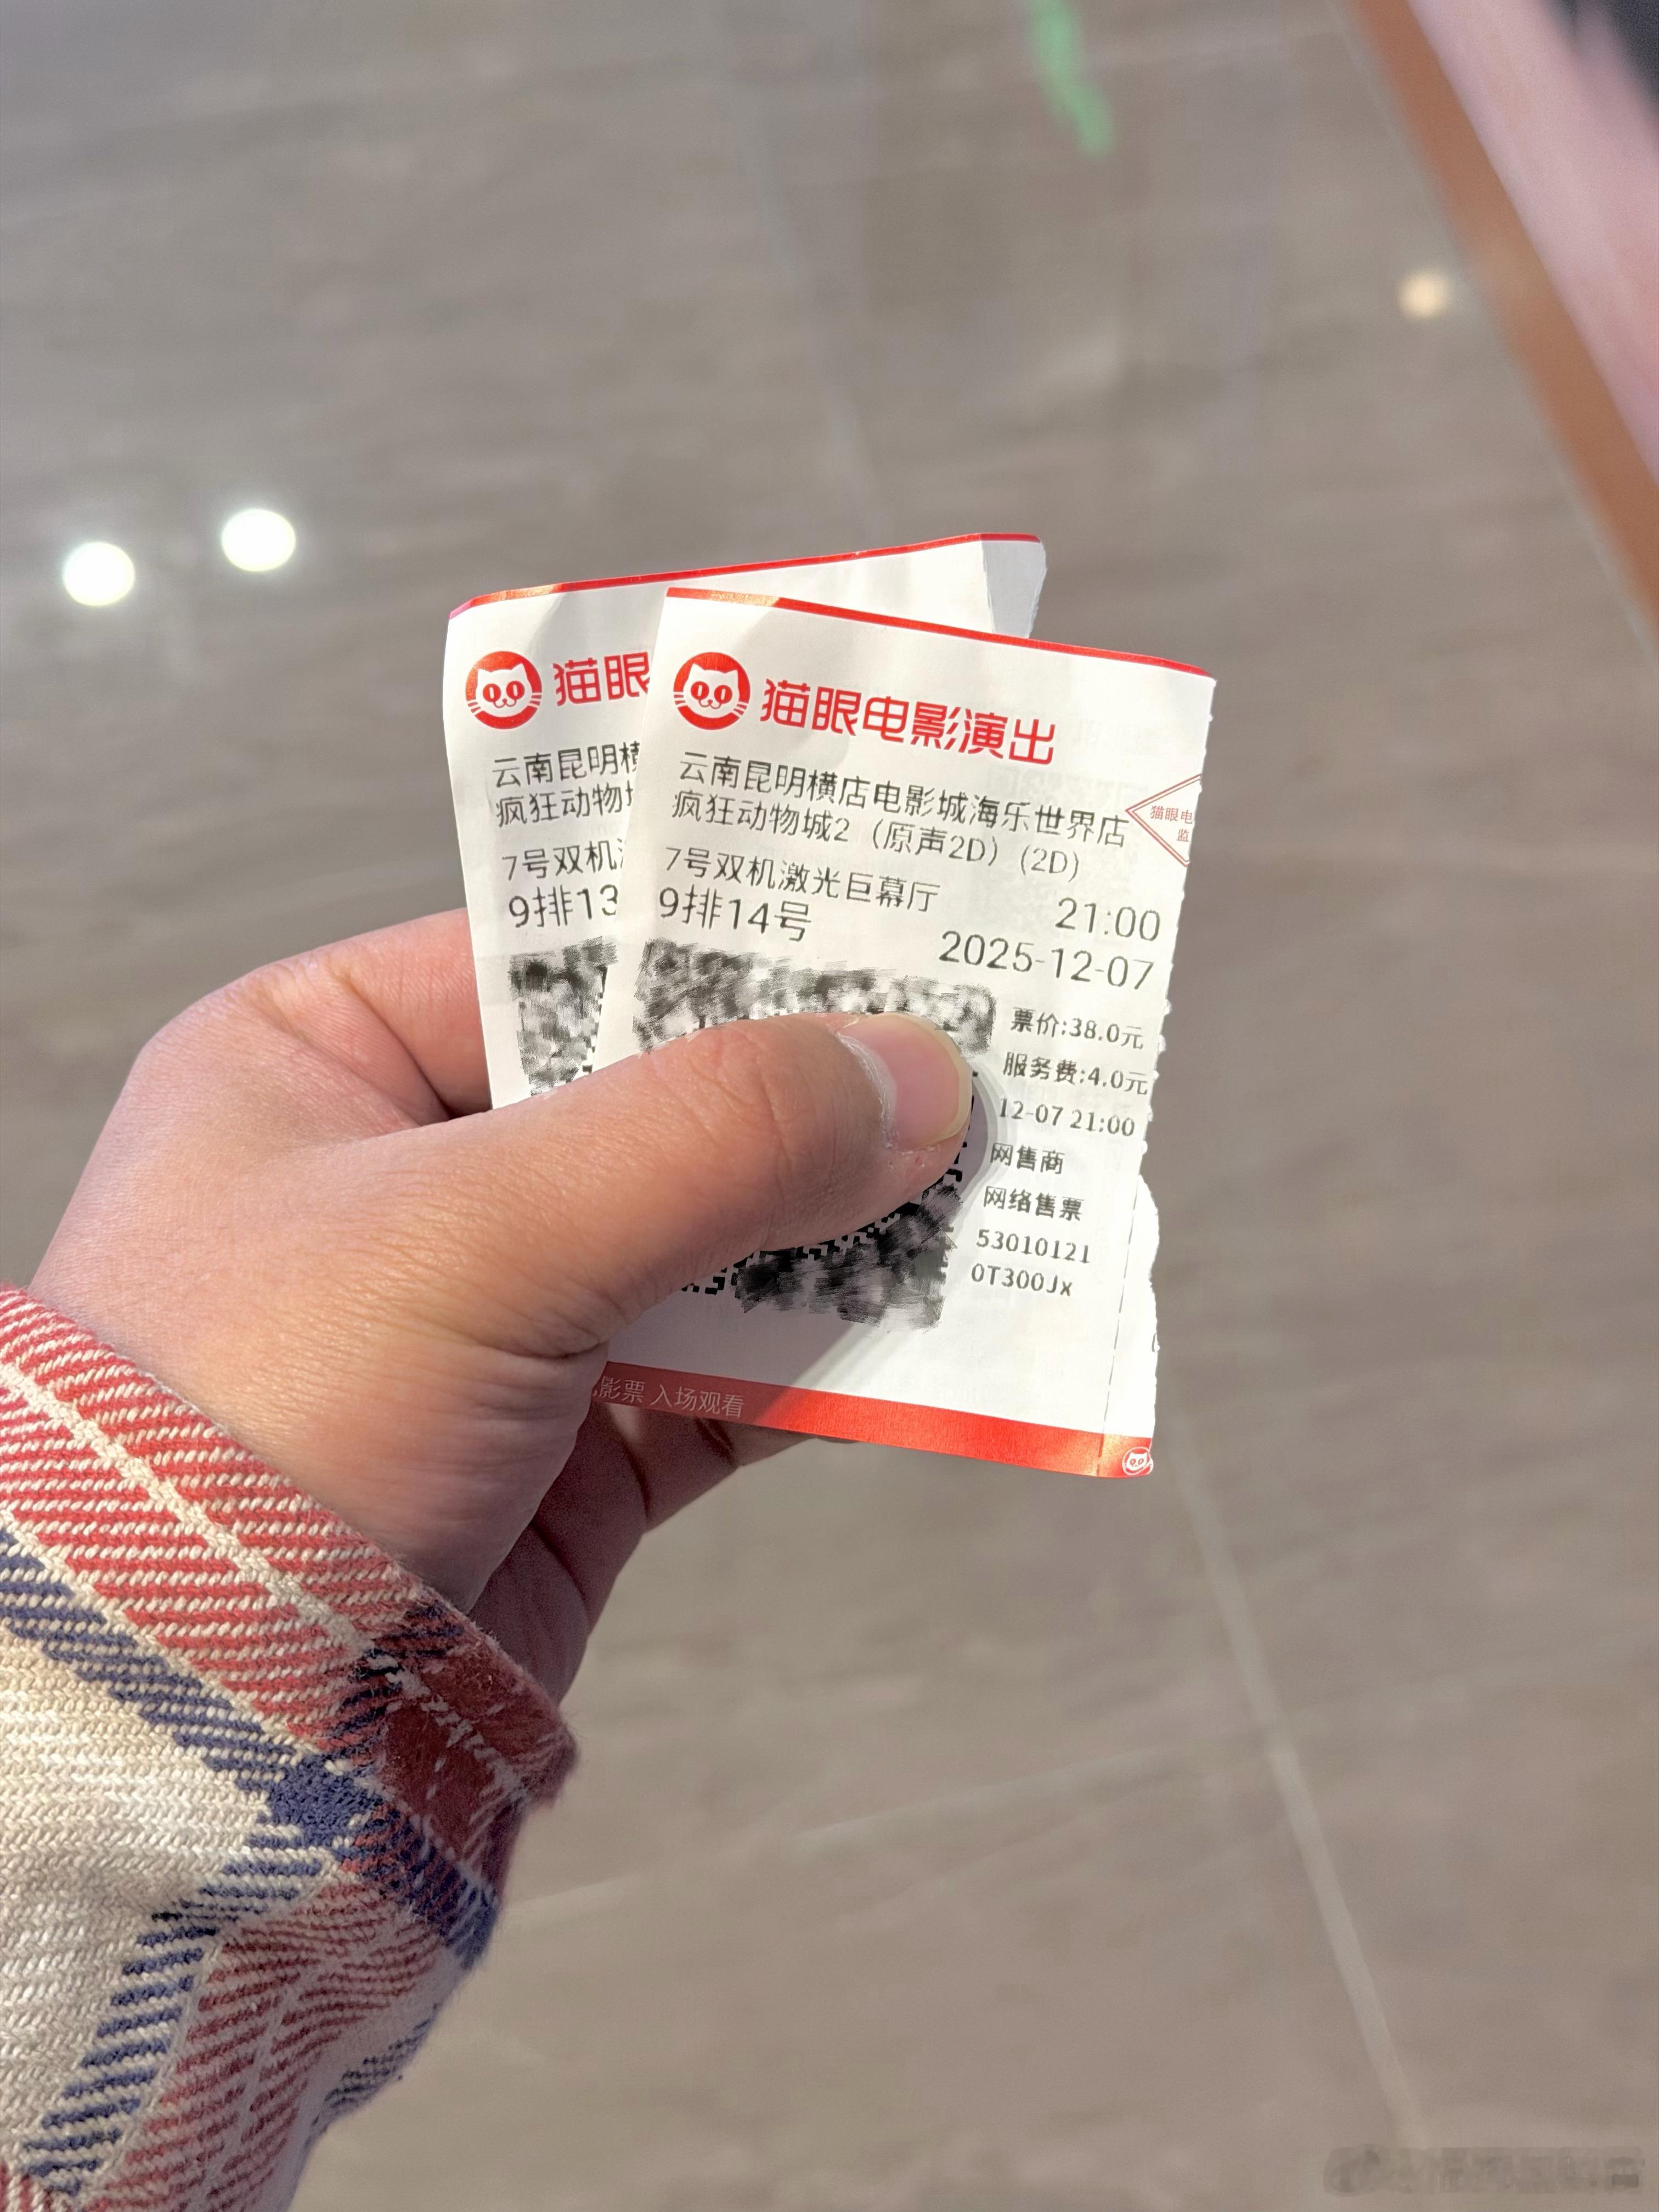 猫眼
云南昆明横
疯狂动物城
7号双机
9排13
猫眼电影演出
云南昆明横店电影城海乐世界店
疯狂动物城2（原声2D）(2D)
7号双机激光巨幕厅
9排14号
21:00
2025-12-07
票价:38.0元
服务费:4.0元
12-07 21:00
网售商
网络售票
53010121
0T300Jx
猫眼电
监
影票 入场观看